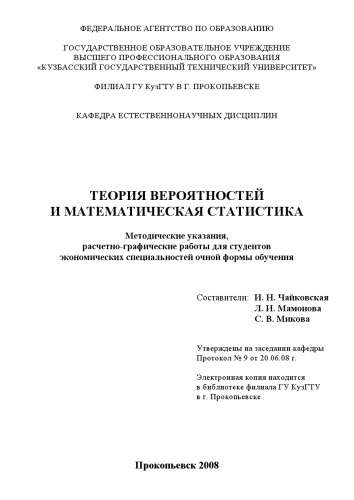 ФЕДЕРАЛЬНОЕ АГЕНТСТВО ПО ОБРАЗОВАНИЮ
ГОСУДАРСТВЕННОЕ ОБРАЗОВАТЕЛЬНОЕ УЧРЕЖДЕНИЕ
ВЫСШЕГО ПРОФЕССИОНАЛЬНОГО ОБРАЗОВАНИЯ
«КУЗБАССКИЙ ГОСУДАРСТВЕННЫЙ ТЕХНИЧЕСКИЙ УНИВЕРСИТЕТ»
ФИЛИАЛ ГУ КузГТУ В Г. ПРОКОПЬЕВСКЕ
КАФЕДРА ЕСТЕСТВЕННОНАУЧНЫХ ДИСЦИПЛИН
ТЕОРИЯ ВЕРОЯТНОСТЕЙ
И МАТЕМАТИЧЕСКАЯ СТАТИСТИКА
Методические указания,
расчетно-графические работы для студентов
экономических специальностей очной формы обучения
Составители: И. Н. Чайковская
Л. И. Мамонова
С. В. Микова
Утверждены на заседании кафедры
Протокол № 9 от 20.06.08 г.
Электронная копия находится
в библиотеке филиала ГУ КузГТУ
в г. Прокопьевске
Прокопьевск 2008